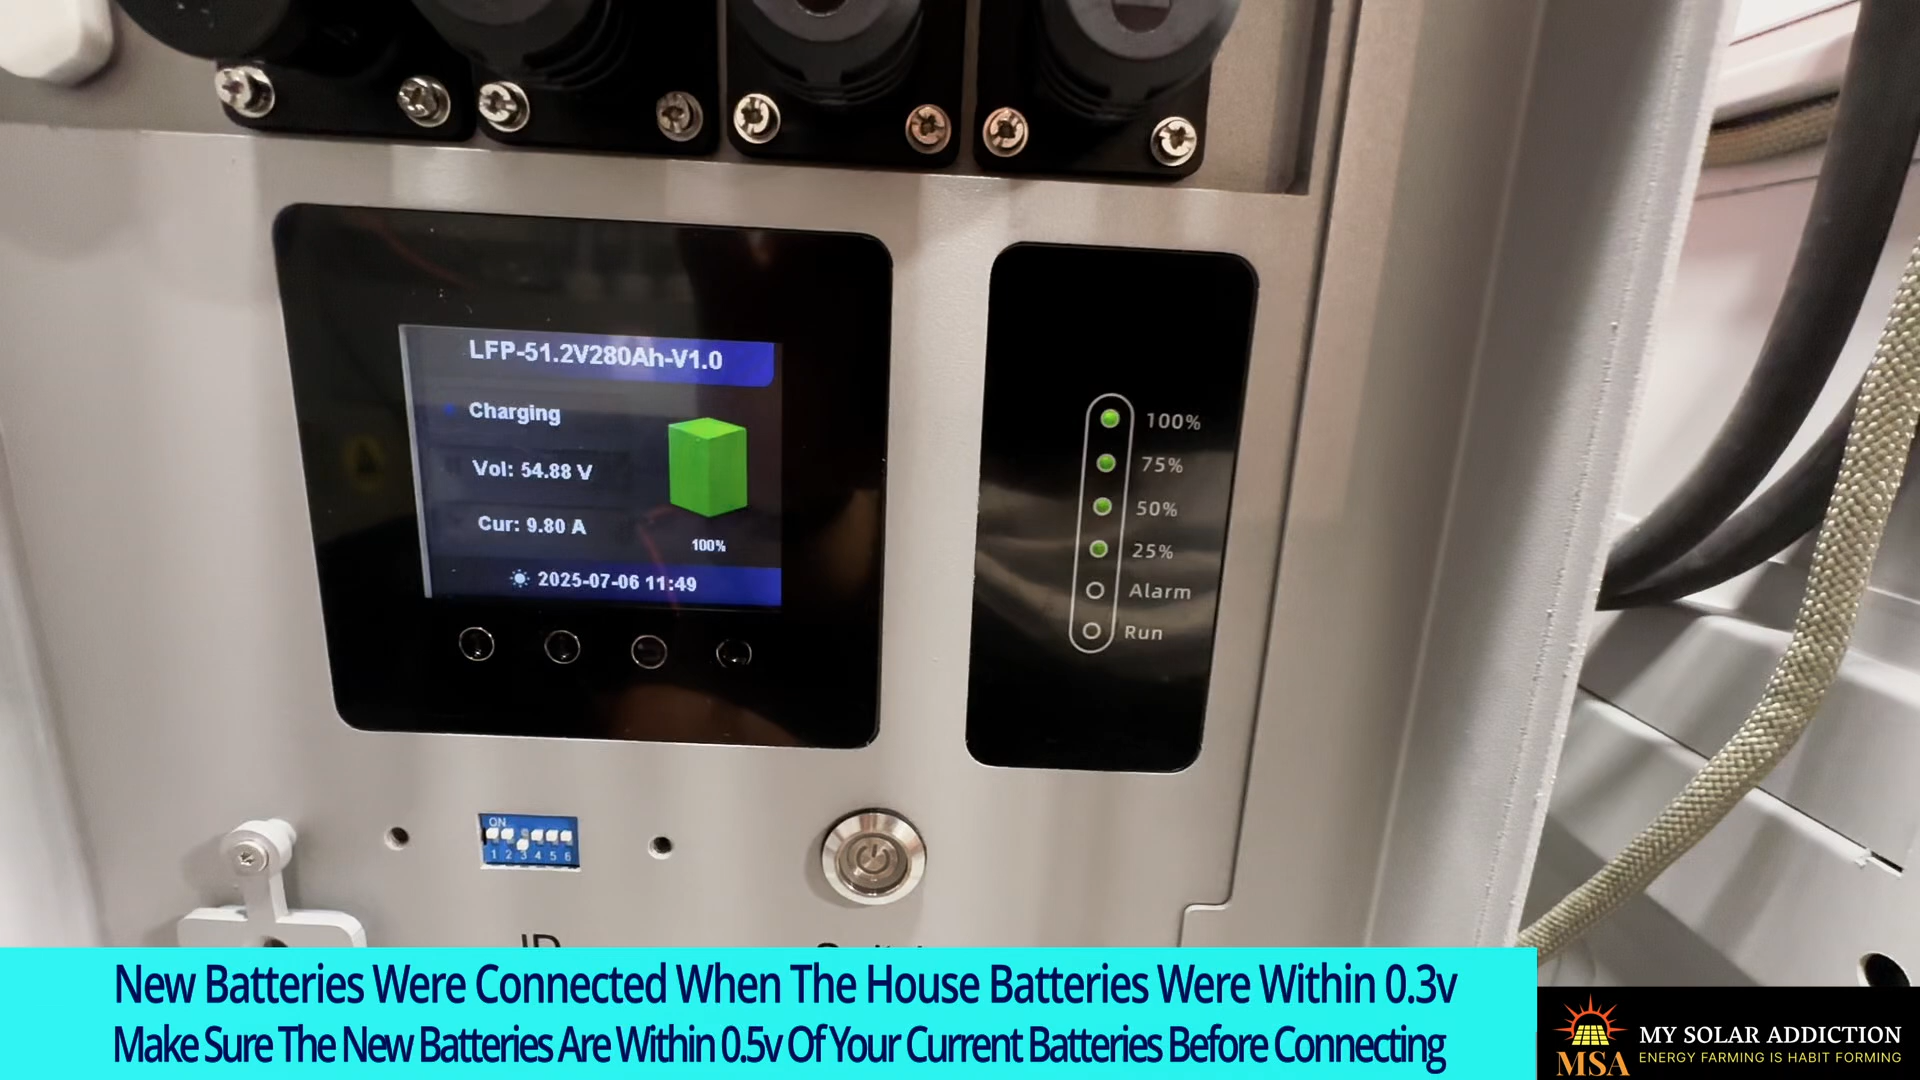 LFP-51.2V280Ah-V1.0
Charging
Vol: 54.88 V
Cur: 9.80 A
100%
2025-07-06 11:49
100%
75%
50%
25%
Alarm
Run
ON
1 2 3 4 5 6
ID
New Batteries Were Connected When The House Batteries Were Within 0.3v
Make Sure The New Batteries Are Within 0.5v Of Your Current Batteries Before Connecting
MSA
MY SOLAR ADDICTION
ENERGY FARMING IS HABIT FORMING